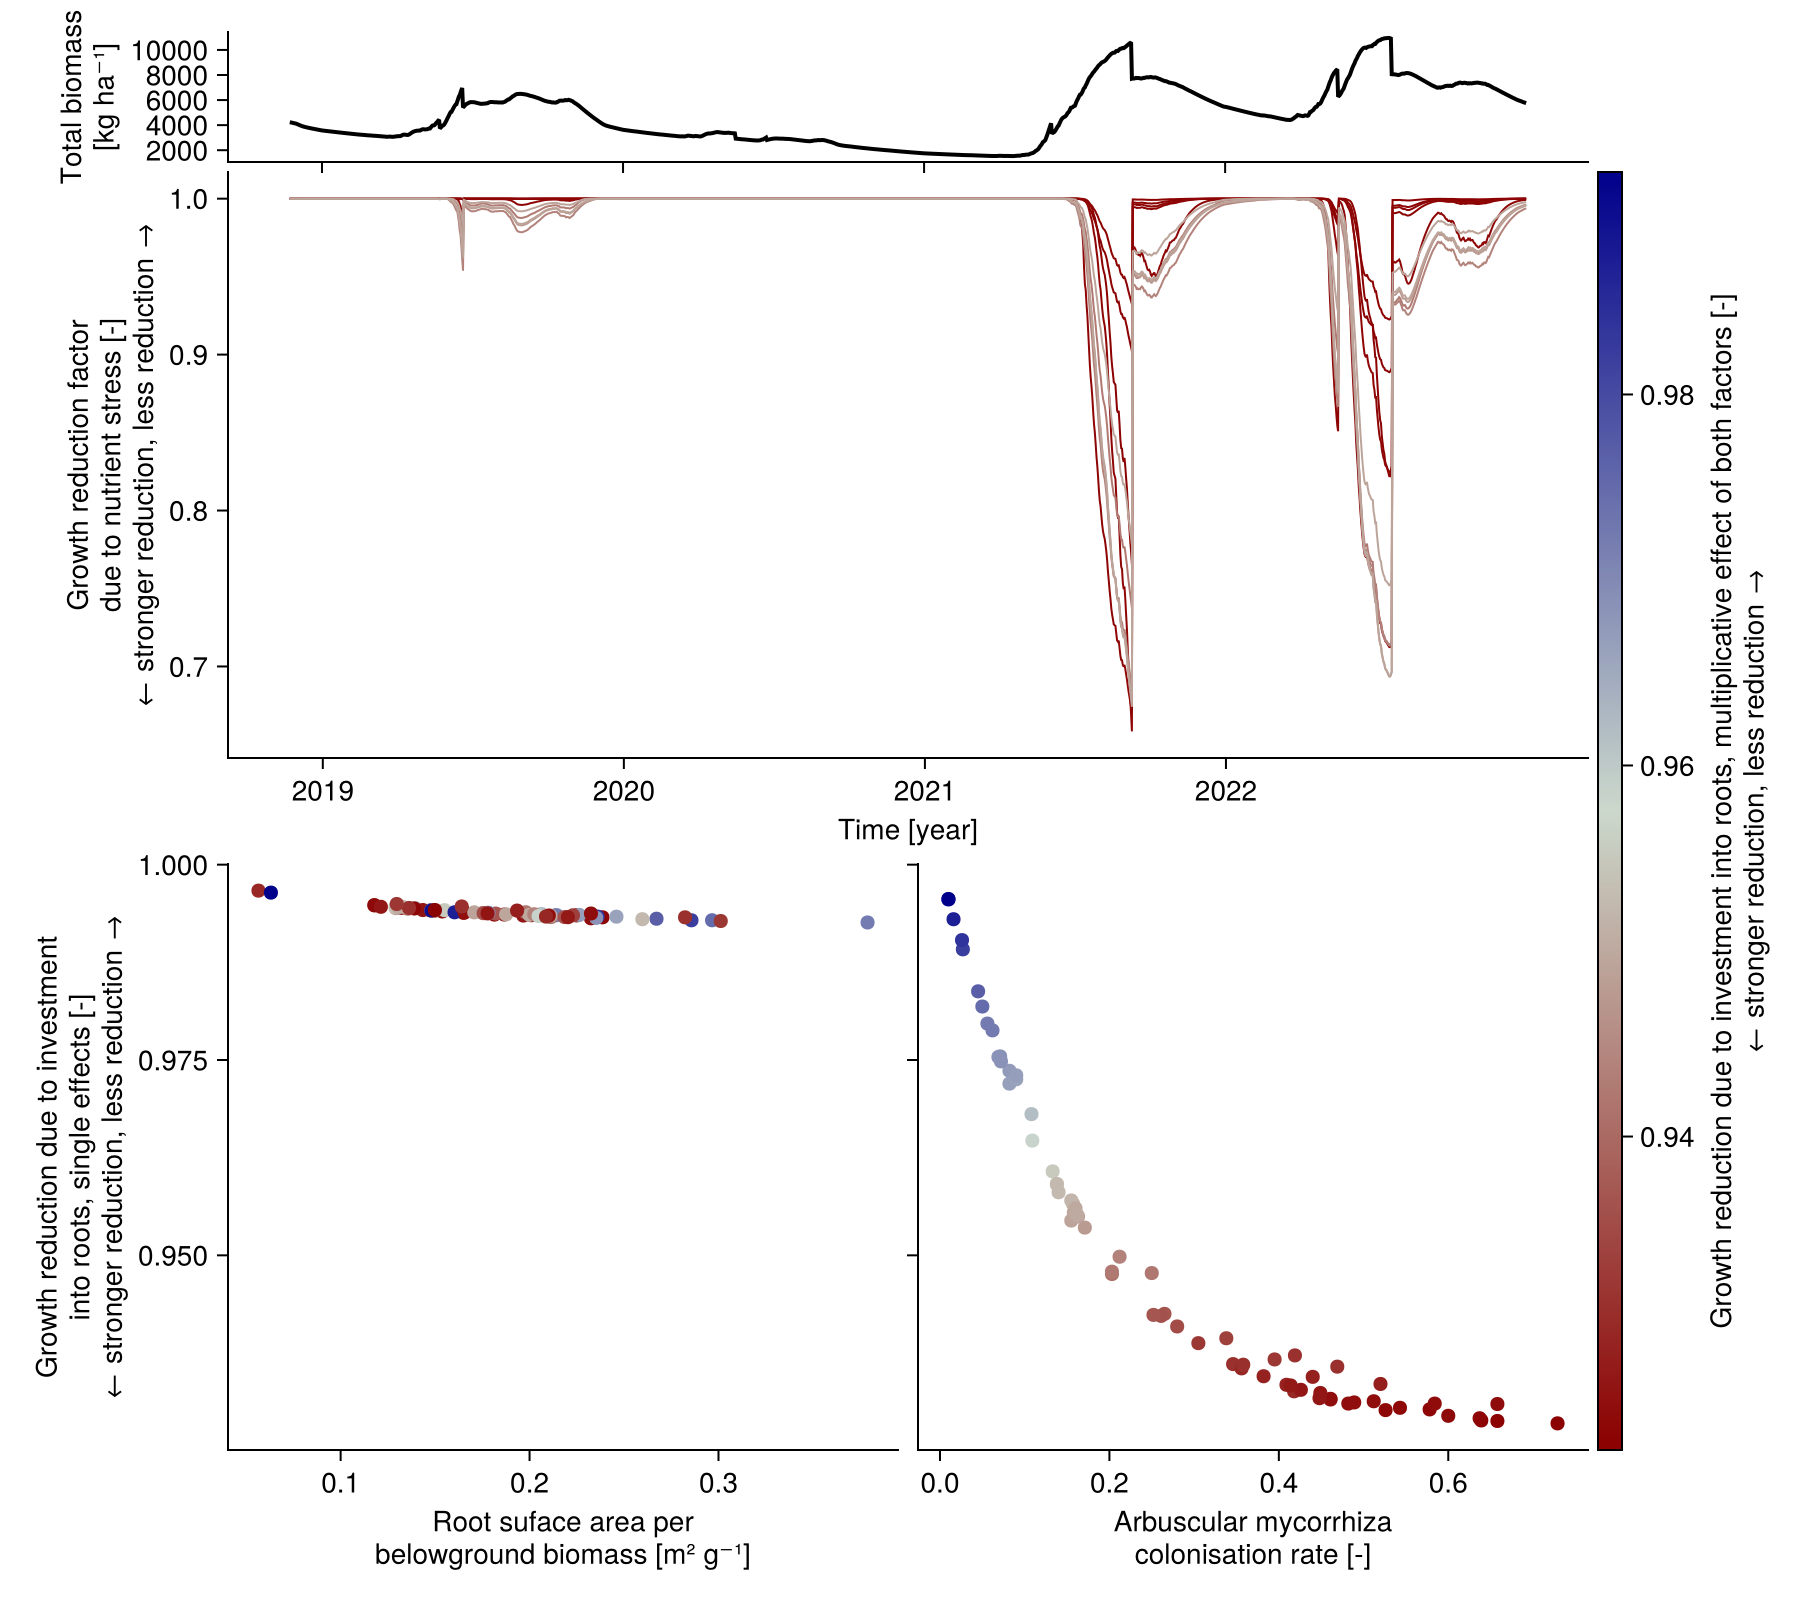 Total biomass
[kg ha⁻¹]
10000
8000
6000
4000
2000
Growth reduction factor
due to nutrient stress [-]
← stronger reduction, less reduction →
1.0
0.9
0.8
0.7
2019
2020
2021
2022
Time [year]
Growth reduction due to investment
into roots, single effects [-]
← stronger reduction, less reduction →
1.000
0.975
0.950
0.1
0.2
0.3
Root suface area per
belowground biomass [m² g⁻¹]
0.0
0.2
0.4
0.6
Arbuscular mycorrhiza
colonisation rate [-]
0.98
0.96
0.94
Growth reduction due to investment into roots, multiplicative effect of both factors [-]
← stronger reduction, less reduction →